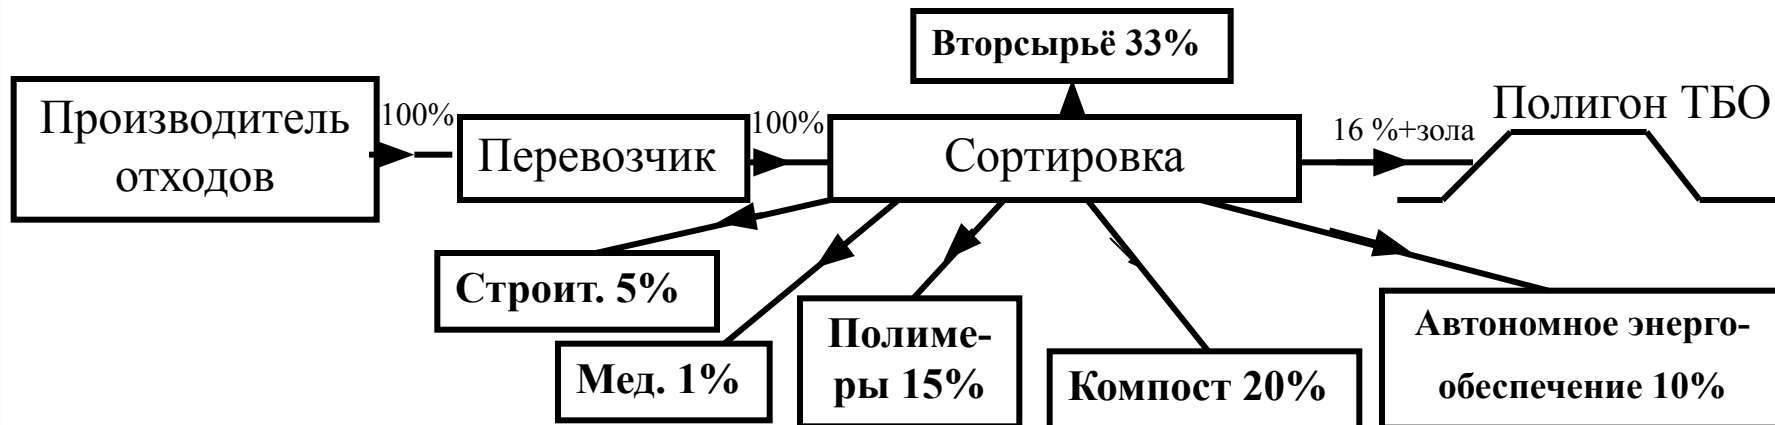 Вторсырьё 33%
Производитель
отходов
100%
Перевозчик
100%
Сортировка
16 %+зола
Полигон ТБО
Строит. 5%
Мед. 1%
Полиме-
ры 15%
Компост 20%
Автономное энерго-
обеспечение 10%